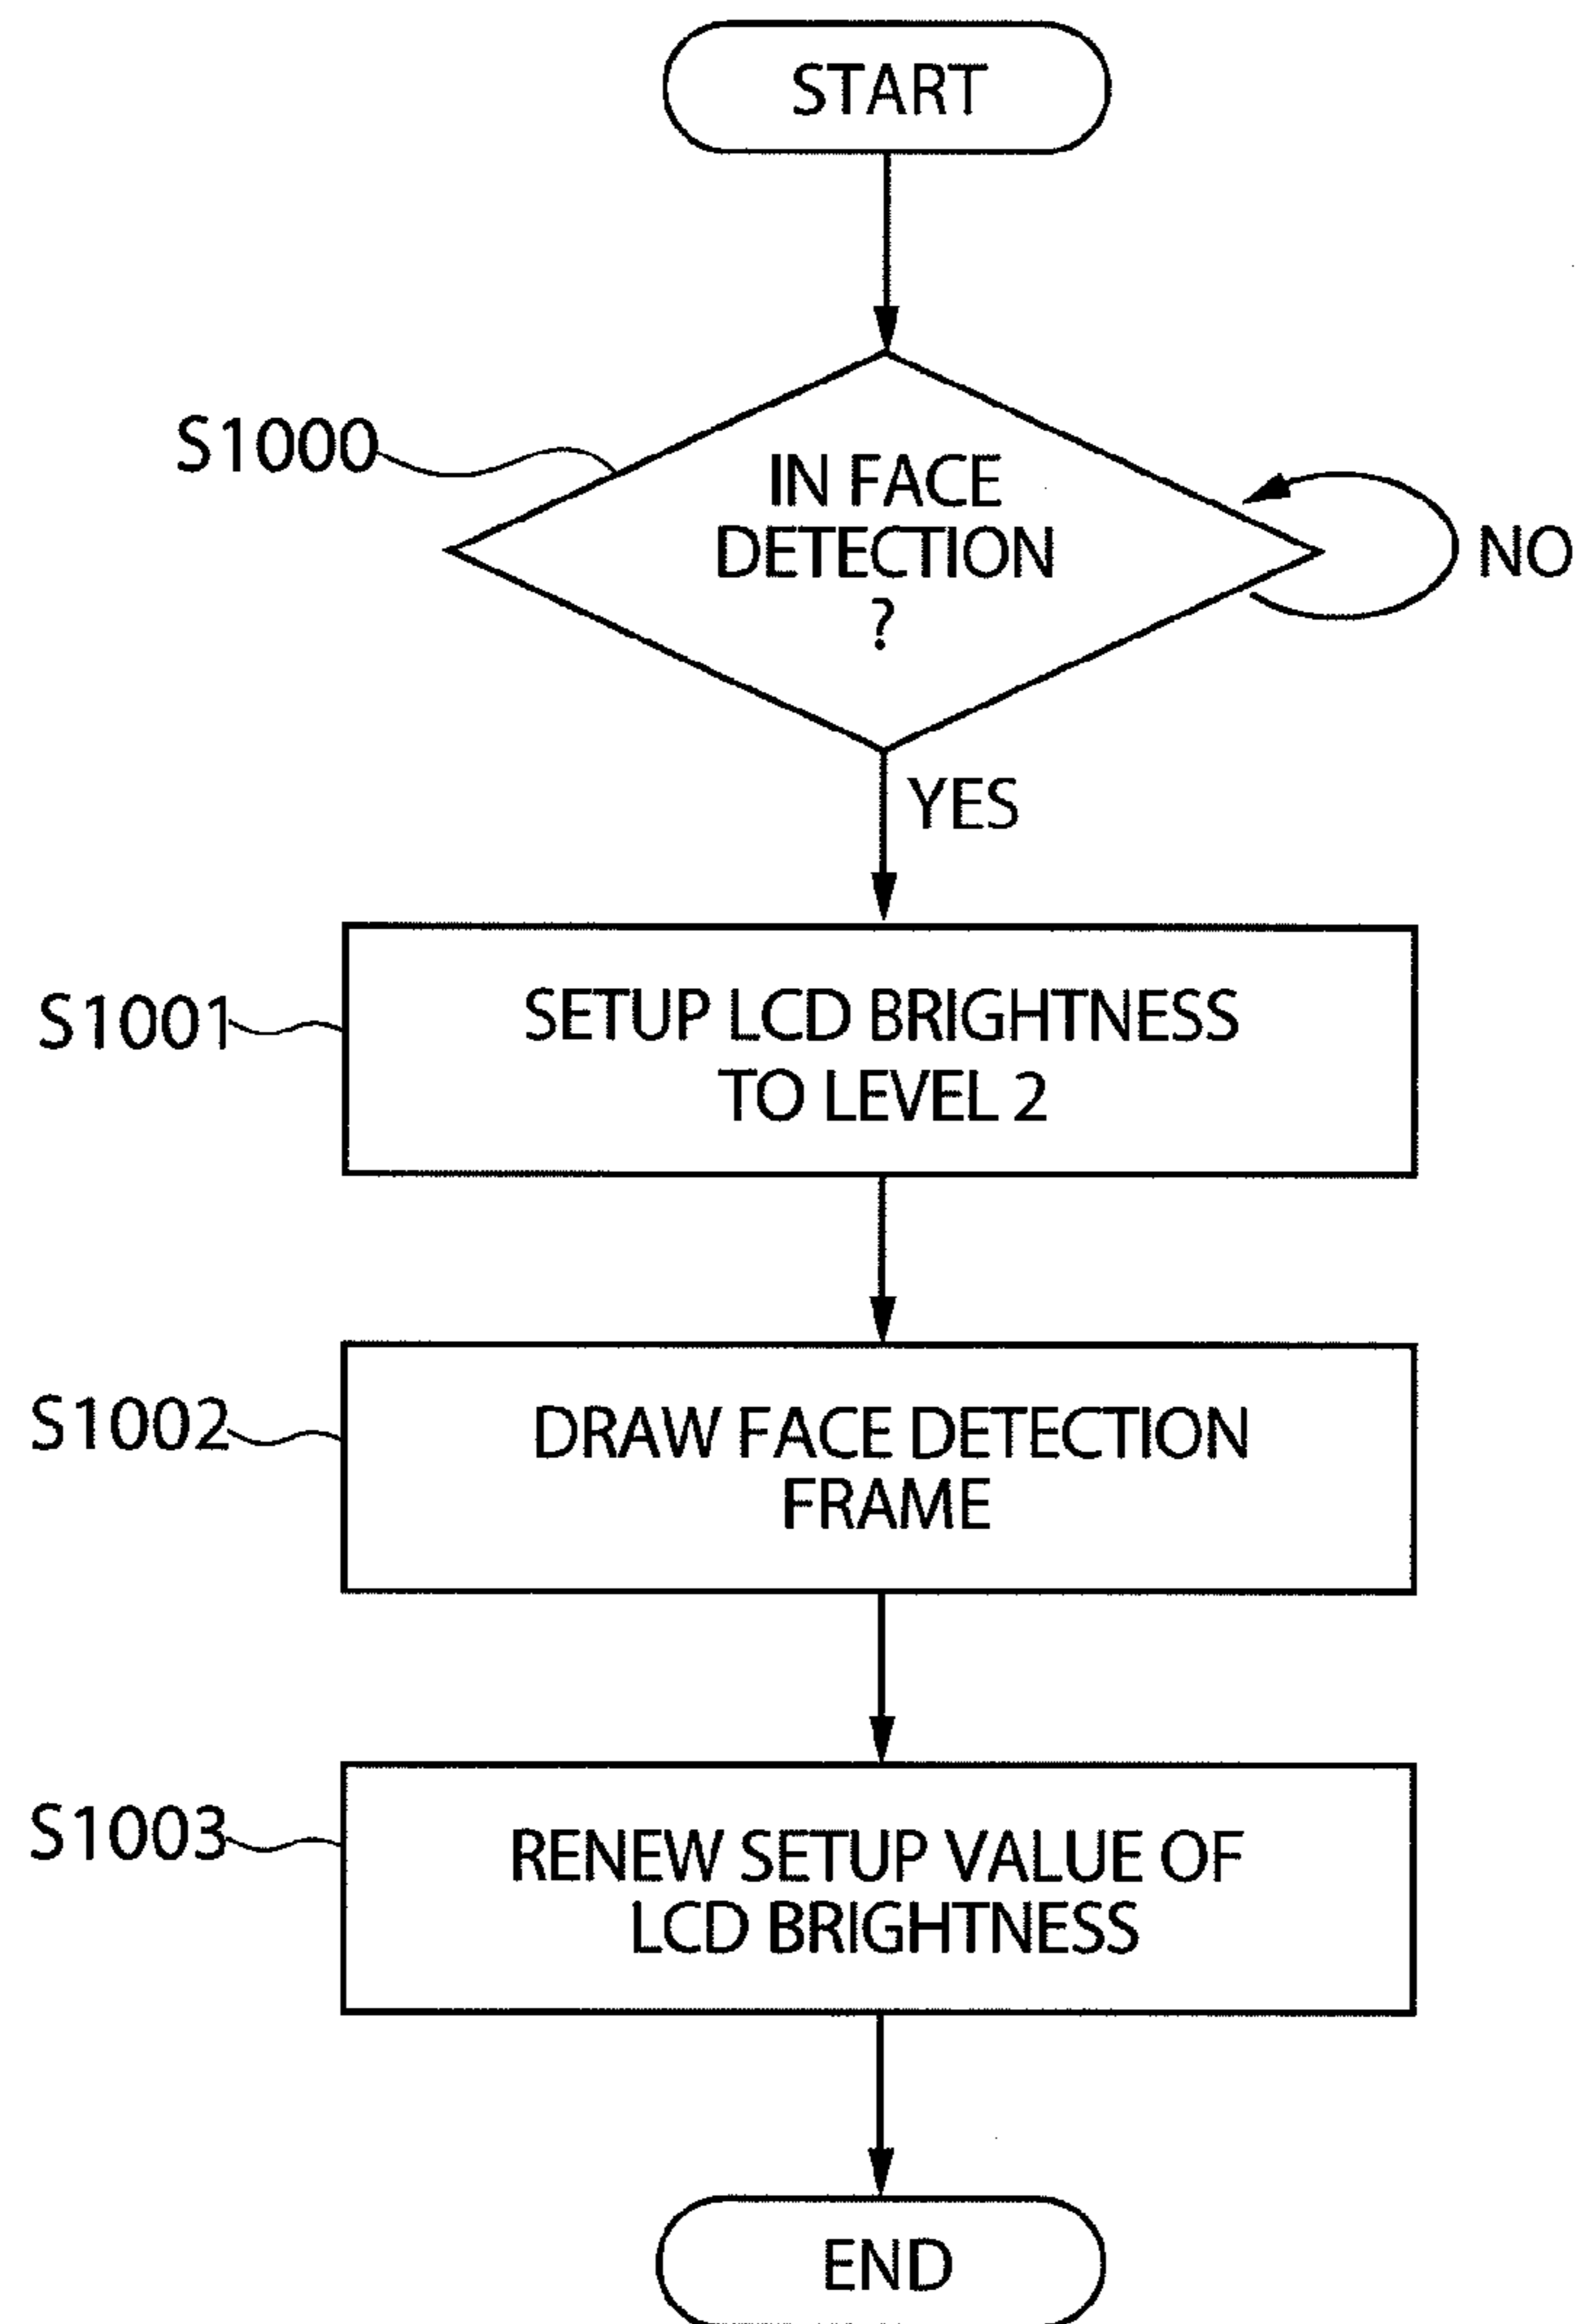 START
S1000
IN FACE
DETECTION
?
NO
YES
S1001
SETUP LCD BRIGHTNESS
TO LEVEL 2
S1002
DRAW FACE DETECTION
FRAME
S1003
RENEW SETUP VALUE OF
LCD BRIGHTNESS
END